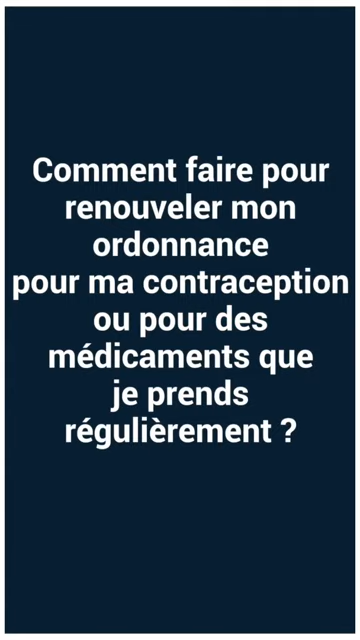 Comment faire pour
renouveler mon
ordonnance
pour ma contraception
ou pour des
médicaments que
je prends
régulièrement ?